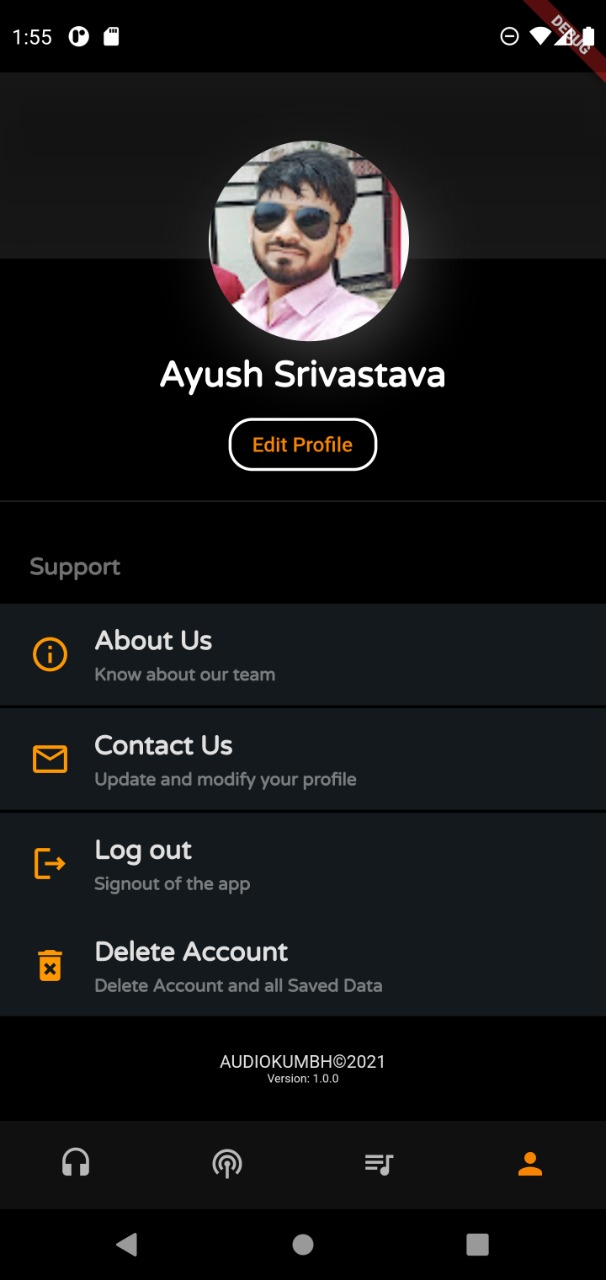 1:55
DEBUG
Ayush Srivastava
Edit Profile
Support
About Us
Know about our team
Contact Us
Update and modify your profile
Log out
Signout of the app
Delete Account
Delete Account and all Saved Data
AUDIOKUMBH©2021
Version: 1.0.0